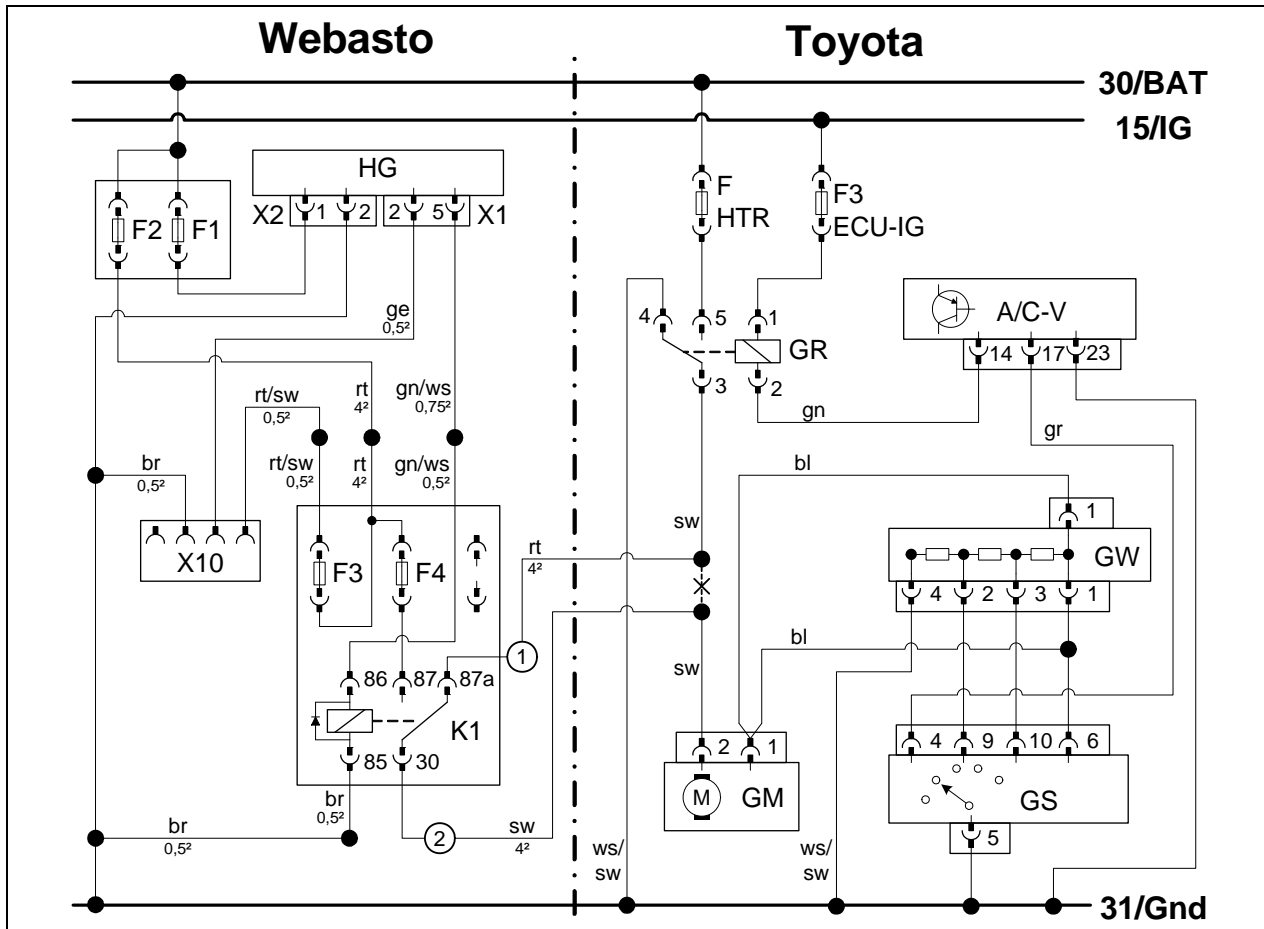 Webasto
Toyota
30/BAT
15/IG
HG
X2
1
2
2
5
X1
F2
F1
F
HTR
F3
ECU-IG
ge
0,5²
4
5
1
GR
3
2
A/C-V
14
17
23
gn
gr
rt/sw
0,5²
rt
4²
gn/ws
0,75²
br
0,5²
rt/sw
0,5²
rt
4²
gn/ws
0,5²
bl
X10
F3
F4
sw
rt
4²
1
GW
4
2
3
1
1
bl
86
87
87a
K1
85
30
sw
2
1
M
GM
4
9
10
6
GS
5
br
0,5²
br
0,5²
2
sw
4²
ws/
sw
ws/
sw
31/Gnd